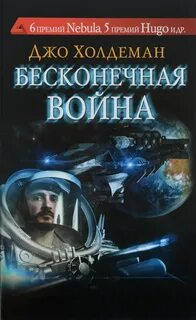 6 ПРЕМИЙ Nebula 5 ПРЕМИЙ Hugo И ДР.
ДЖО ХОЛДЕМАН
БЕСКОНЕЧНАЯ
ВОЙНА